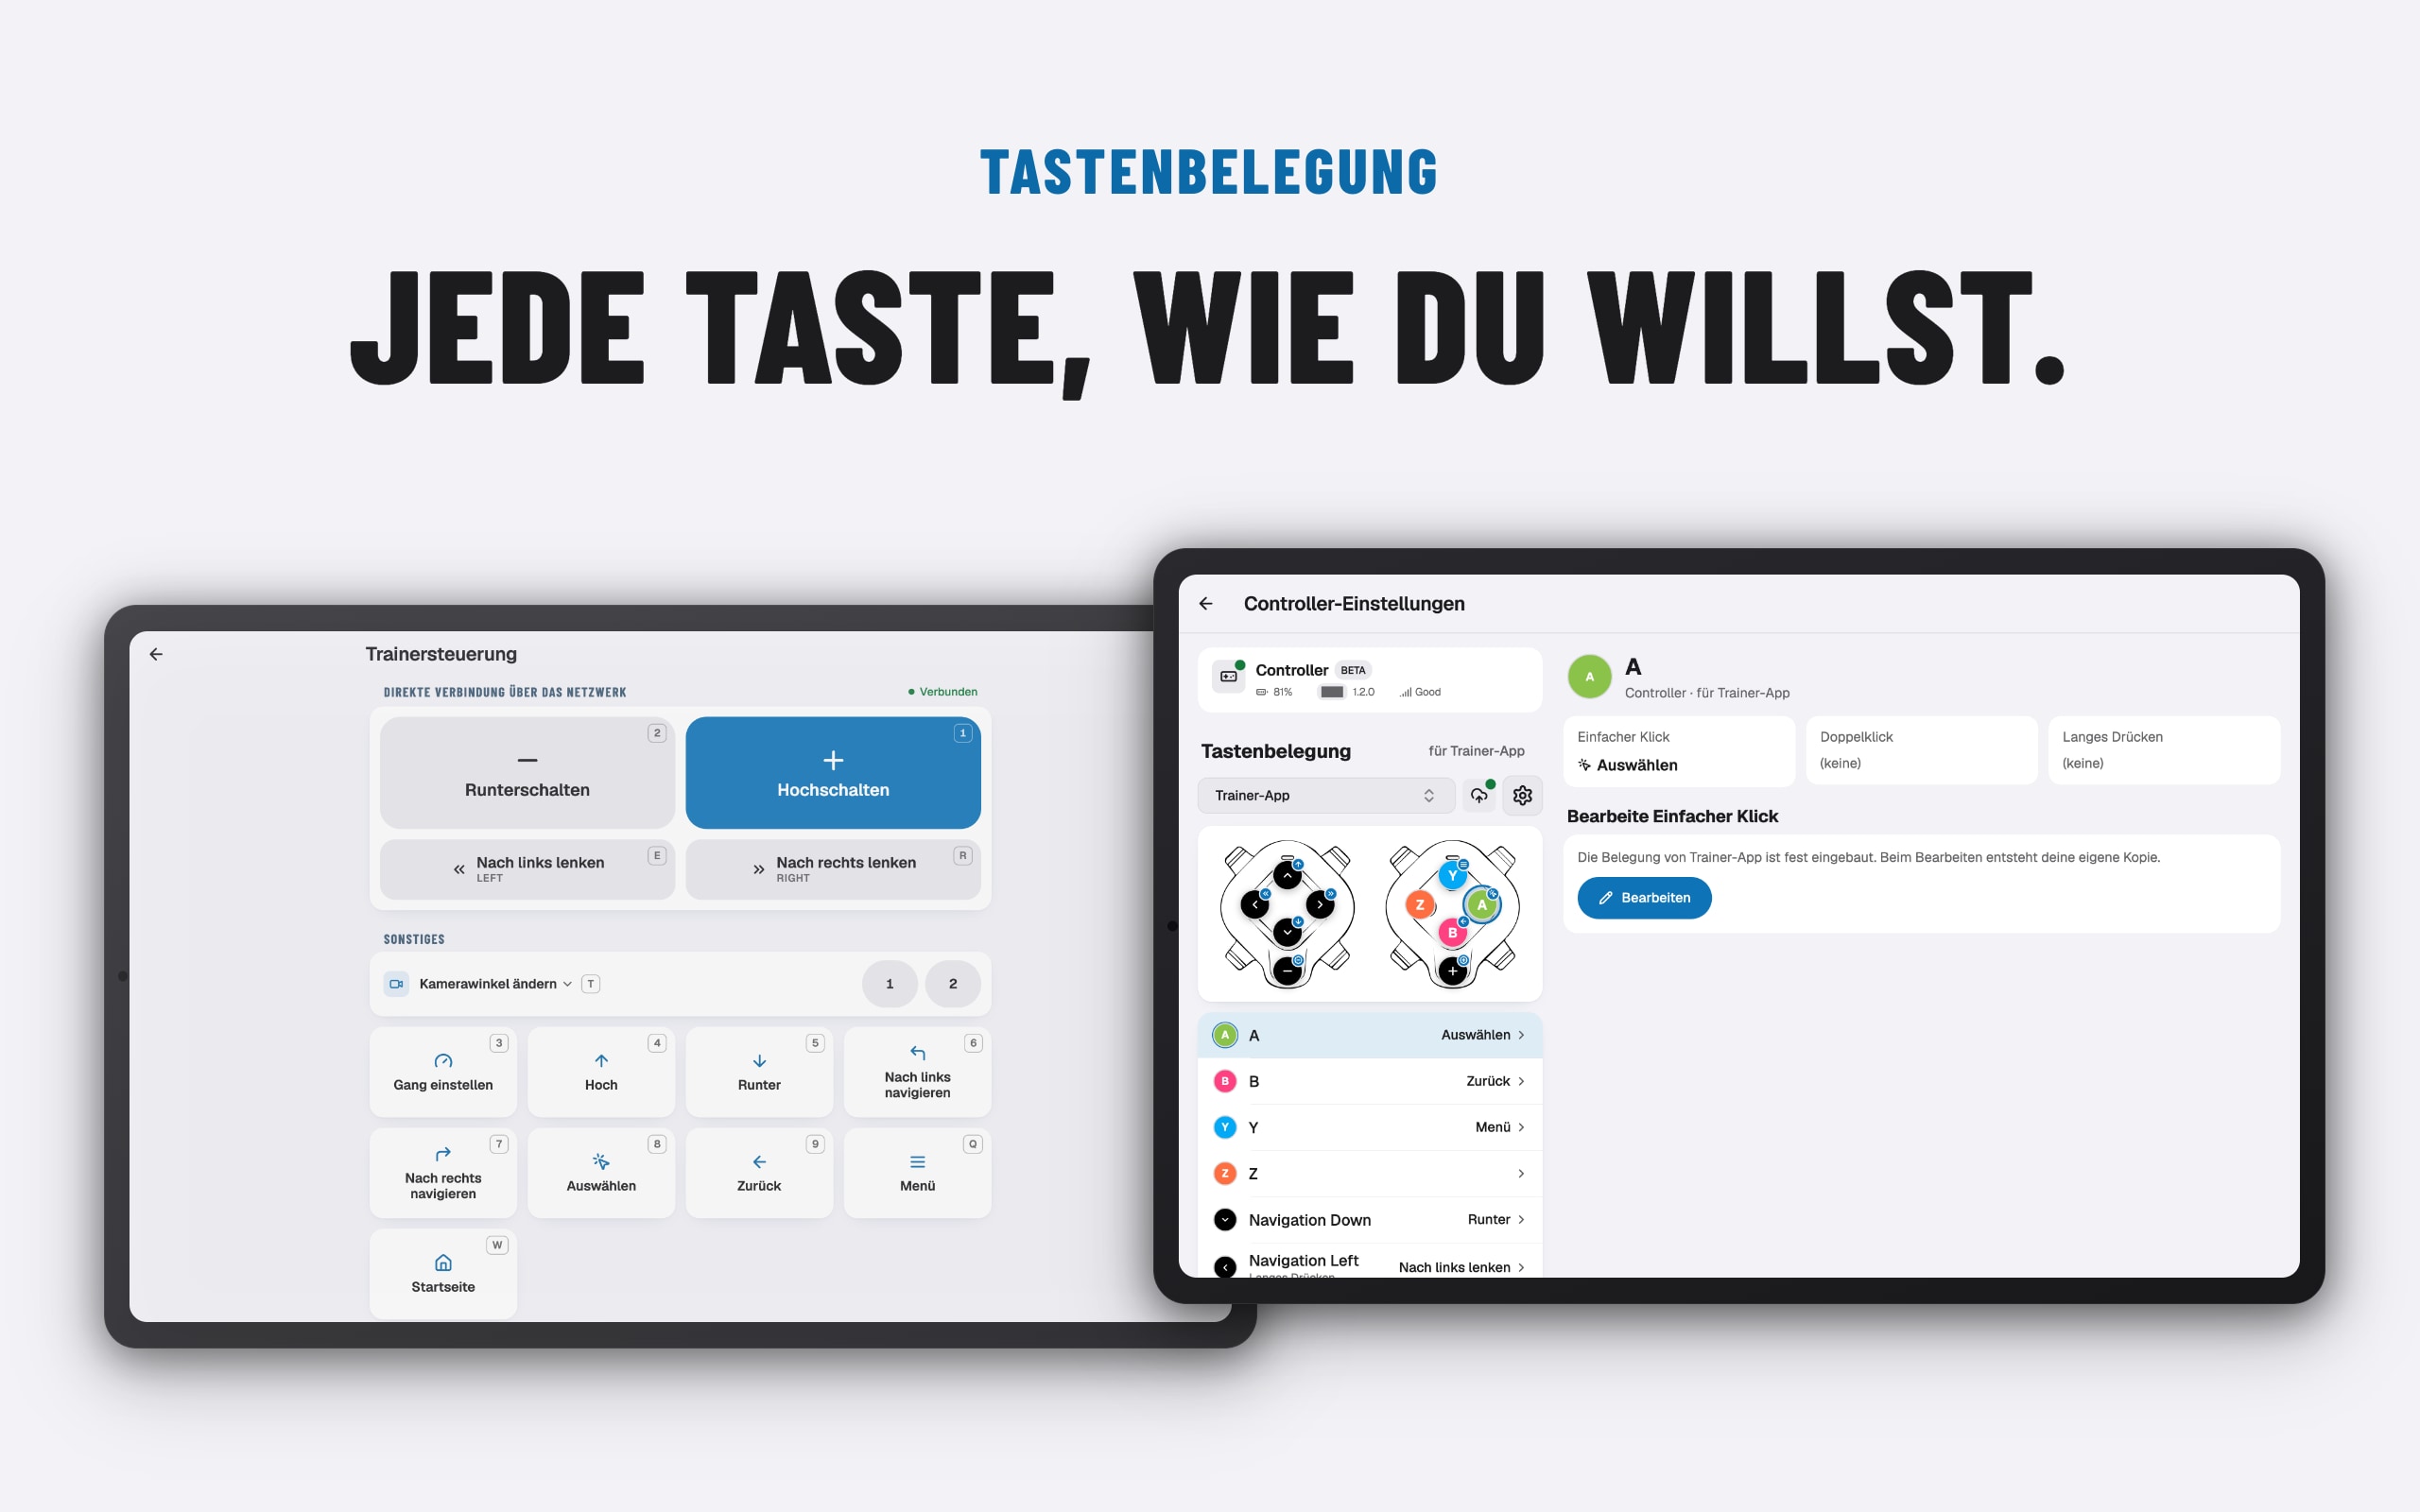 TASTENBELEGUNG
JEDE TASTE, WIE DU WILLST.
Trainersteuerung
DIREKTE VERBINDUNG ÜBER DAS NETZWERK
Verbunden
2
Runterschalten
1
Hochschalten
Nach links lenken
LEFT
E
Nach rechts lenken
RIGHT
R
SONSTIGES
Kamerawinkel ändern
T
1
2
3
Gang einstellen
4
Hoch
5
Runter
6
Nach links
navigieren
7
Nach rechts
navigieren
8
Auswählen
9
Zurück
Q
Menü
W
Startseite
Controller-Einstellungen
Controller BETA
81% 1.2.0 Good
Tastenbelegung
für Trainer-App
Trainer-App
Y
Z
A
B
A A Auswählen
B B Zurück
Y Y Menü
Z Z
Navigation Down Runter
Navigation Left Nach links lenken
Langes Drücken
A
A
Controller · für Trainer-App
Einfacher Klick
Auswählen
Doppelklick
(keine)
Langes Drücken
(keine)
Bearbeite Einfacher Klick
Die Belegung von Trainer-App ist fest eingebaut. Beim Bearbeiten entsteht deine eigene Kopie.
Bearbeiten